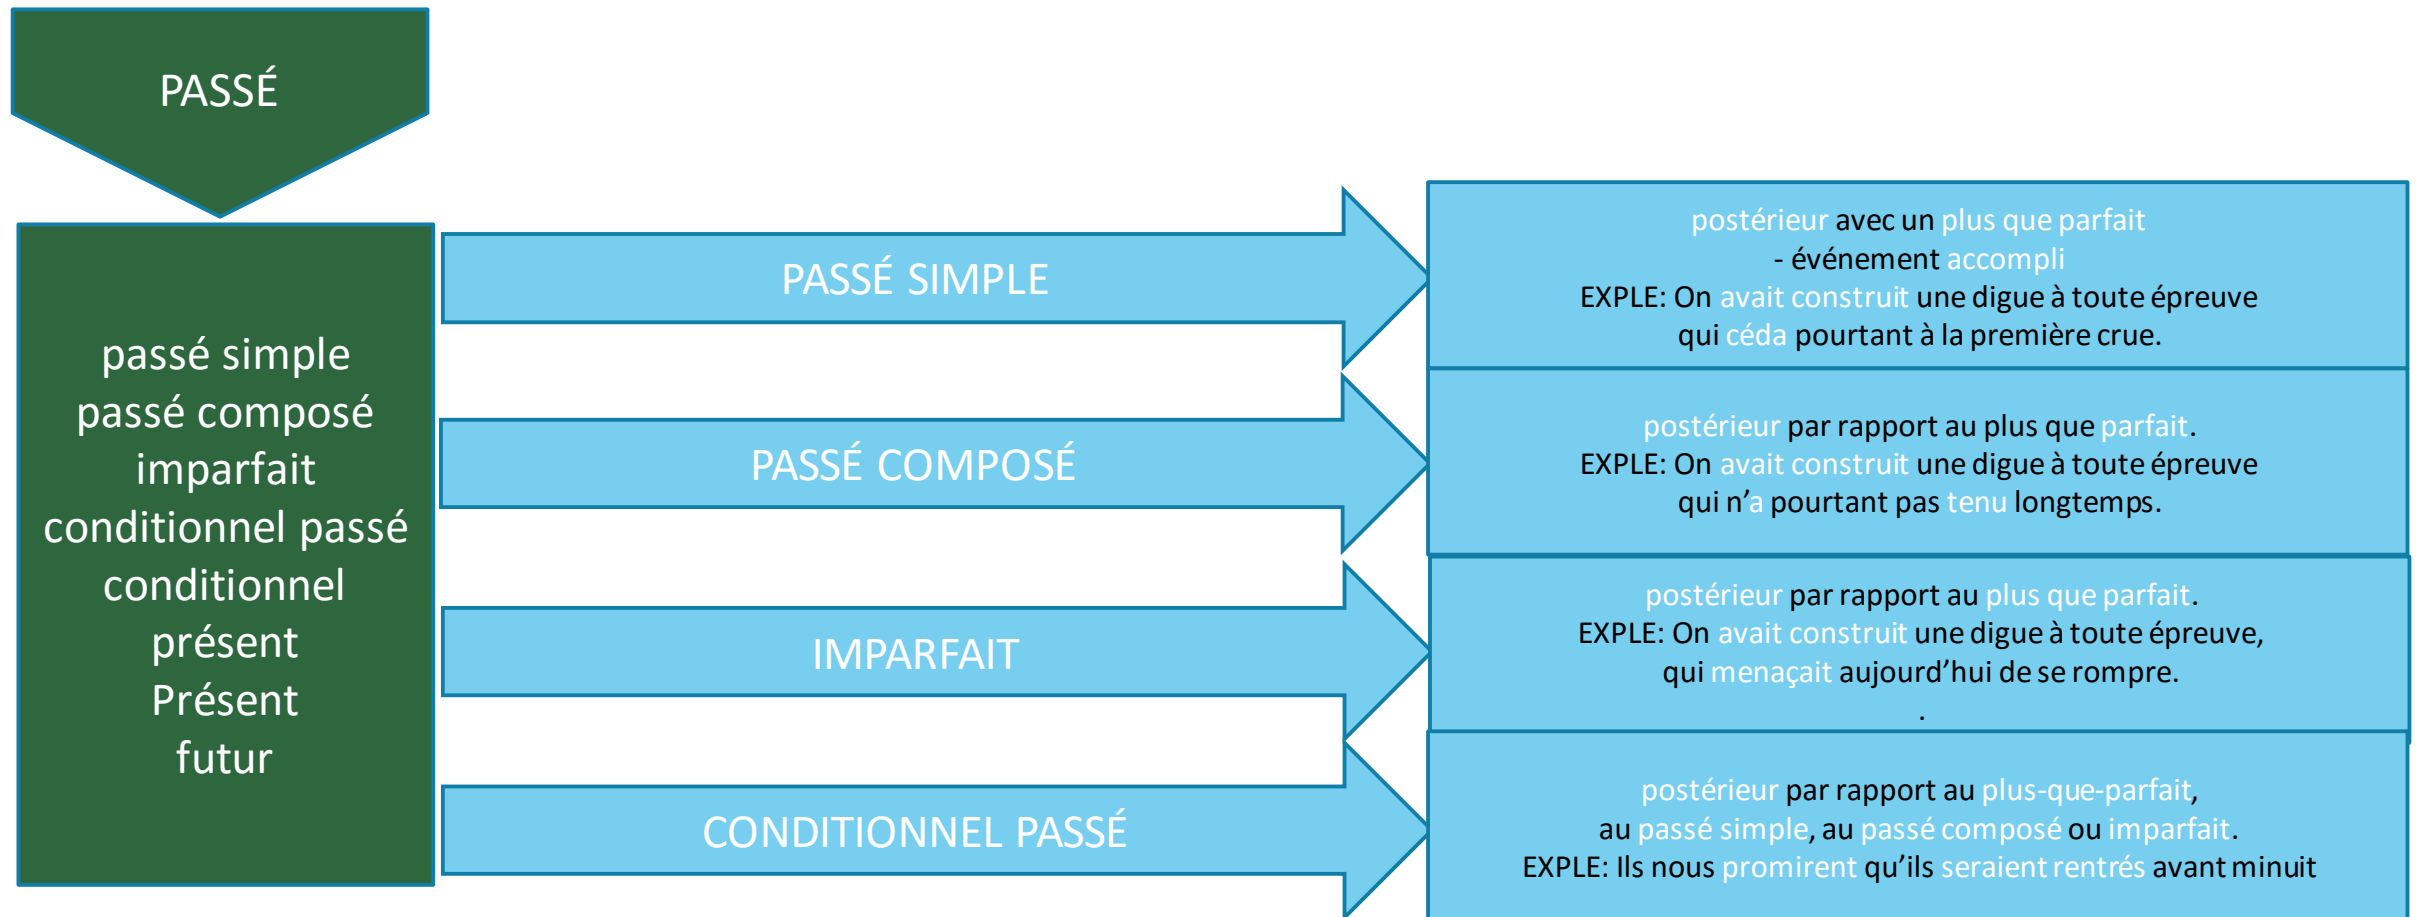 PASSÉ
passé simple
passé composé
imparfait
conditionnel passé
conditionnel
présent
Présent
futur
PASSÉ SIMPLE
postérieur avec un plus que parfait
- événement accompli
EXPLE: On avait construit une digue à toute épreuve
qui céda pourtant à la première crue.
PASSÉ COMPOSÉ
postérieur par rapport au plus que parfait.
EXPLE: On avait construit une digue à toute épreuve
qui n’a pourtant pas tenu longtemps.
IMPARFAIT
postérieur par rapport au plus que parfait.
EXPLE: On avait construit une digue à toute épreuve,
qui menaçait aujourd’hui de se rompre.
.
CONDITIONNEL PASSÉ
postérieur par rapport au plus-que-parfait,
au passé simple, au passé composé ou imparfait.
EXPLE: Ils nous promirent qu’ils seraient rentrés avant minuit